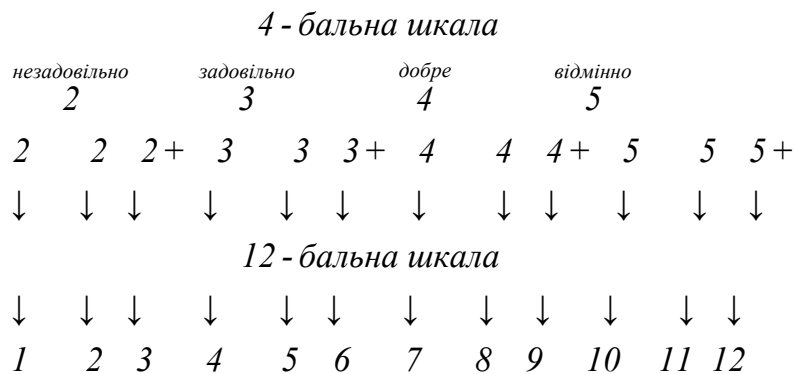 4 - бальна шкала
незадовільно задовільно добре відмінно
2 3 4 5
2 2 2+ 3 3 3+ 4 4 4+ 5 5 5+
↓ ↓ ↓ ↓ ↓ ↓ ↓ ↓ ↓ ↓ ↓ ↓
12 - бальна шкала
↓ ↓ ↓ ↓ ↓ ↓ ↓ ↓ ↓ ↓ ↓ ↓
1 2 3 4 5 6 7 8 9 10 11 12